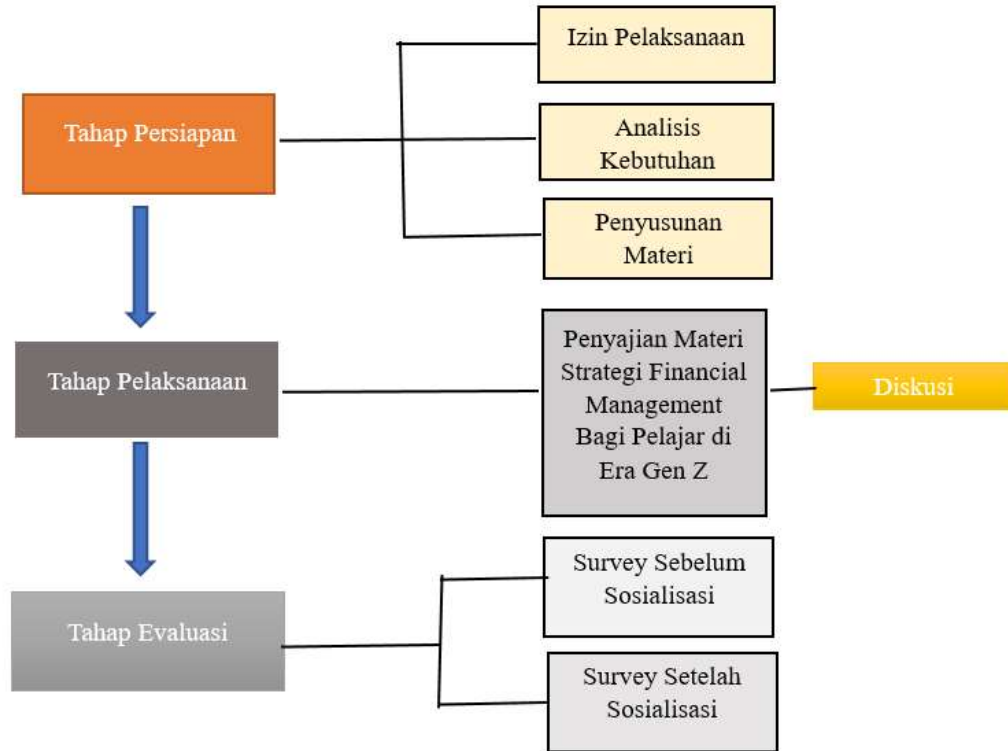 Tahap Persiapan
Izin Pelaksanaan
Analisis
Kebutuhan
Penyusunan
Materi
Tahap Pelaksanaan
Penyajian Materi
Strategi Financial
Management
Bagi Pelajar di
Era Gen Z
Diskusi
Tahap Evaluasi
Survey Sebelum
Sosialisasi
Survey Setelah
Sosialisasi